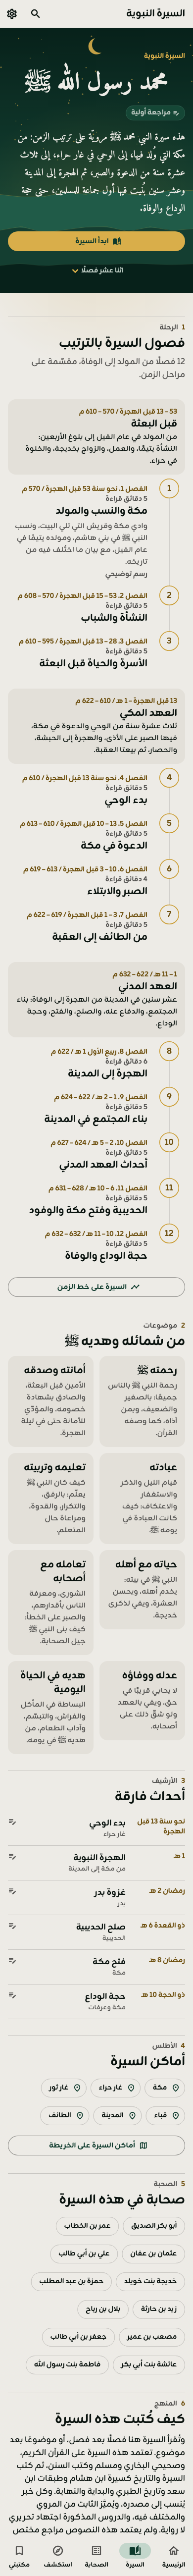 السيرة النبوية
السيرة النبوية
محمد رسول الله ﷺ
مراجعة أولية
هذه سيرة النبي محمد ﷺ مرويّة على ترتيب الزمن: من
مكة التي وُلد فيها، إلى الوحي في غار حراء، إلى ثلاث
عشرة سنة من الدعوة والصبر، ثم الهجرة إلى المدينة
وعشر سنين بُنيت فيها أول جماعة للمسلمين، حتى حجة
الوداع والوفاة.
ابدأ السيرة
اثنا عشر فصلًا
1 الرحلة
فصول السيرة بالترتيب
12 فصلًا من المولد إلى الوفاة، مقسّمة على
مراحل الزمن.
53 – 13 قبل الهجرة / 570 – 610 م
قبل البعثة
من المولد في عام الفيل إلى بلوغ الأربعين:
النشأة يتيمًا، والعمل، والزواج بخديجة، والخلوة
في حراء.
1
الفصل 1، نحو سنة 53 قبل الهجرة / 570 م
5 دقائق قراءة
مكة والنسب والمولد
وادي مكة وقريش التي تلي البيت، ونسب
النبي ﷺ في بني هاشم، ومولده يتيمًا في
عام الفيل، مع بيان ما اختُلف فيه من
تاريخه.
رسم توضيحي
2
الفصل 2، 53 – 15 قبل الهجرة / 570 – 608 م
5 دقائق قراءة
النشأة والشباب
3
الفصل 3، 28 – 13 قبل الهجرة / 595 – 610 م
5 دقائق قراءة
الأسرة والحياة قبل البعثة
13 قبل الهجرة – 1 هـ / 610 – 622 م
العهد المكي
ثلاث عشرة سنة من الوحي والدعوة في مكة،
والصبر على الأذى، والهجرة إلى الحبشة،
والحصار، ثم بيعة العقبة.
4
الفصل 4، نحو سنة 13 قبل الهجرة / 610 م
5 دقائق قراءة
بدء الوحي
5
الفصل 5، 13 – 10 قبل الهجرة / 610 – 613 م
5 دقائق قراءة
الدعوة في مكة
6
الفصل 6، 10 – 3 قبل الهجرة / 613 – 619 م
4 دقائق قراءة
الصبر والابتلاء
7
الفصل 7، 3 – 1 قبل الهجرة / 619 – 622 م
5 دقائق قراءة
من الطائف إلى العقبة
1 – 11 هـ / 622 – 632 م
العهد المدني
عشر سنين في المدينة من الهجرة إلى الوفاة: بناء
المجتمع، والدفاع عنه، والصلح، والفتح، وحجة
الوداع.
8
الفصل 8، ربيع الأول 1 هـ / 622 م
6 دقائق قراءة
الهجرة إلى المدينة
9
الفصل 9، 1 – 2 هـ / 622 – 624 م
5 دقائق قراءة
بناء المجتمع في المدينة
10
الفصل 10، 2 – 5 هـ / 624 – 627 م
5 دقائق قراءة
أحداث العهد المدني
11
الفصل 11، 6 – 10 هـ / 628 – 631 م
5 دقائق قراءة
الحديبية وفتح مكة والوفود
12
الفصل 12، 10 – 11 هـ / 632 – 632 م
5 دقائق قراءة
حجة الوداع والوفاة
السيرة على خط الزمن
2 موضوعات
من شمائله وهديه ﷺ
رحمته ﷺ
رحمة النبي ﷺ بالناس
جميعًا: بالصغير
والضعيف، وبمن
آذاه، كما وصفه
القرآن.
أمانته وصدقه
الأمين قبل البعثة،
والصادق بشهادة
خصومه، والمؤدّي
للأمانة حتى في ليلة
الهجرة.
عبادته
قيام الليل والذكر
والاستغفار
والاعتكاف: كيف
كانت العبادة في
يومه ﷺ.
تعليمه وتربيته
كيف كان النبي ﷺ
يعلّم: بالرفق،
والتكرار، والقدوة،
ومراعاة حال
المتعلم.
حياته مع أهله
النبي ﷺ في بيته:
يخدم أهله، ويحسن
العشرة، ويفي لذكرى
خديجة.
تعامله مع
أصحابه
الشورى، ومعرفة
الناس بأقدارهم،
والصبر على الخطأ:
كيف بنى النبي ﷺ
جيل الصحابة.
عدله ووفاؤه
لا يحابي قريبًا في
حق، ويفي بالعهد
ولو شقّ ذلك على
أصحابه.
هديه في الحياة
اليومية
البساطة في المأكل
والفراش، والتبسّم،
وآداب الطعام، من
هديه ﷺ في يومه.
3 الأرشيف
أحداث فارقة
نحو سنة 13 قبل
الهجرة
بدء الوحي
غار حراء
1 هـ
الهجرة النبوية
من مكة إلى المدينة
رمضان 2 هـ
غزوة بدر
بدر
ذو القعدة 6 هـ
صلح الحديبية
الحديبية
رمضان 8 هـ
فتح مكة
مكة
ذو الحجة 10 هـ
حجة الوداع
مكة وعرفات
4 الأطلس
أماكن السيرة
مكة
غار حراء
غار ثور
قباء
المدينة
الطائف
أماكن السيرة على الخريطة
5 الصحبة
صحابة في هذه السيرة
أبو بكر الصديق
عمر بن الخطاب
عثمان بن عفان
علي بن أبي طالب
خديجة بنت خويلد
حمزة بن عبد المطلب
زيد بن حارثة
بلال بن رباح
مصعب بن عمير
جعفر بن أبي طالب
عائشة بنت أبي بكر
فاطمة بنت رسول الله
6 المنهج
كيف كُتبت هذه السيرة
وتُقرأ السيرة هنا فصلًا بعد فصل، أو موضوعًا بعد
موضوع. تعتمد هذه السيرة على القرآن الكريم،
وصحيحي البخاري ومسلم وكتب السنن، ثم كتب
السيرة والتاريخ كسيرة ابن هشام وطبقات ابن
سعد وتاريخ الطبري والبداية والنهاية. وكل خبر
يُنسب إلى مصدره، ويُميَّز الثابت من المروي
والمختلف فيه، والدروس المذكورة اجتهاد تحريري
لا رواية. ولم يعتمد هذه النصوص مراجع مختص
الرئيسية
السيرة
الصحابة
استكشف
مكتبتي